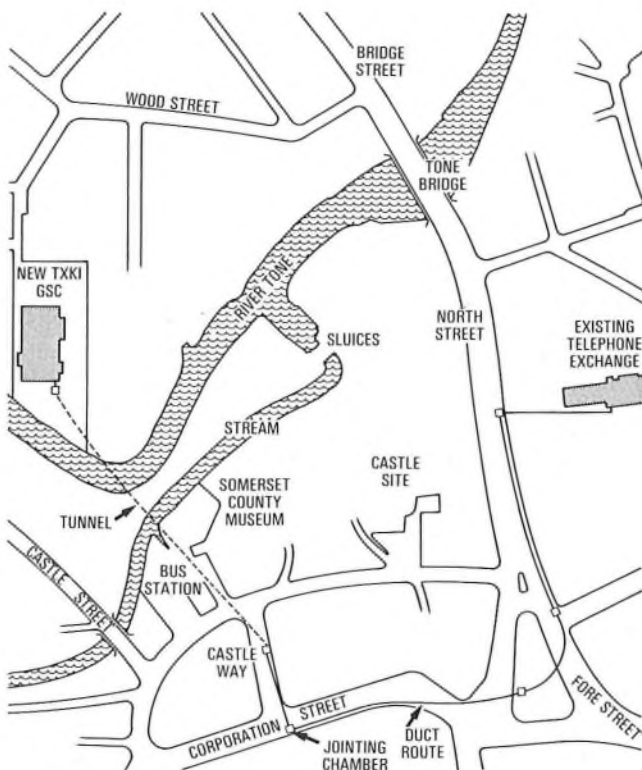 BRIDGE
STREET
WOOD STREET
TONE
BRIDGE
NEW TXKI
GSC
RIVER TONE
NORTH
STREET
EXISTING
TELEPHONE
EXCHANGE
SLUICES
STREAM
CASTLE
SITE
SOMERSET
COUNTY
MUSEUM
TUNNEL
BUS
STATION
CASTLE STREET
CASTLE
WAY
CORPORATION STREET
FORE STREET
DUCT
ROUTE
JOINTING
CHAMBER